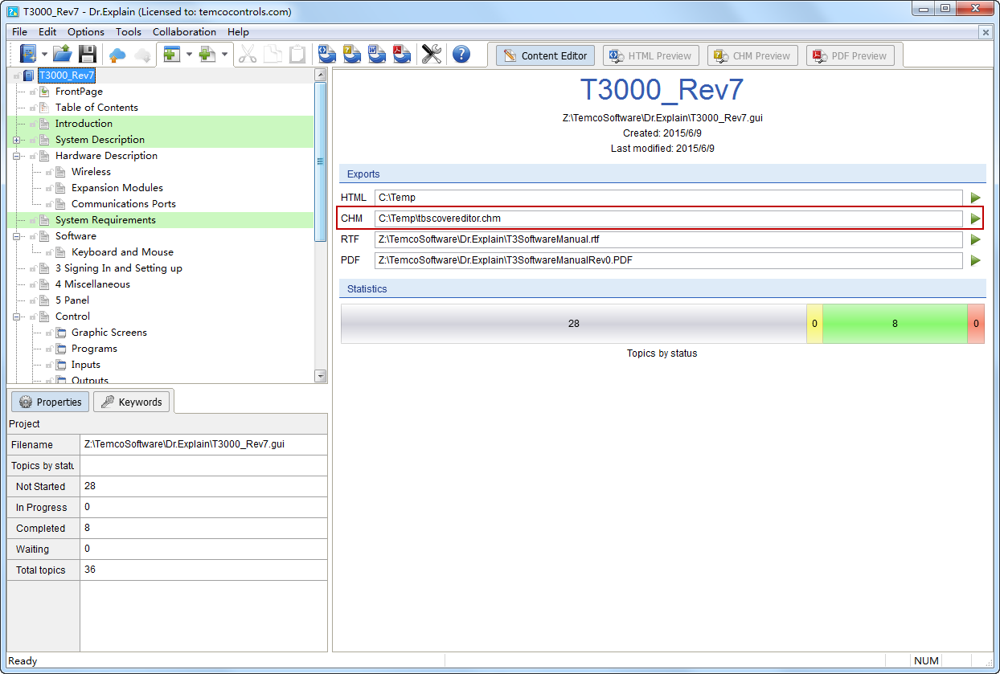 T3000_Rev7 - Dr.Explain (Licensed to: temcocontrols.com)
File Edit Options Tools Collaboration Help
Content Editor HTML Preview CHM Preview PDF Preview
T3000_Rev7
FrontPage
Table of Contents
Introduction
System Description
Hardware Description
Wireless
Expansion Modules
Communications Ports
System Requirements
Software
Keyboard and Mouse
3 Signing In and Setting up
4 Miscellaneous
5 Panel
Control
Graphic Screens
Programs
Inputs
Outputs
Properties Keywords
Project
Filename Z:\TemcoSoftware\Dr.Explain\T3000_Rev7.gui
Topics by statu
Not Started 28
In Progress 0
Completed 8
Waiting 0
Total topics 36
T3000_Rev7
Z:\TemcoSoftware\Dr.Explain\T3000_Rev7.gui
Created: 2015/6/9
Last modified: 2015/6/9
Exports
HTML C:\Temp
CHM C:\Temp\tbscovereditor.chm
RTF Z:\TemcoSoftware\Dr.Explain\T3SoftwareManual.rtf
PDF Z:\TemcoSoftware\Dr.Explain\T3SoftwareManualRev0.PDF
Statistics
28 0 8 0
Topics by status
Ready NUM